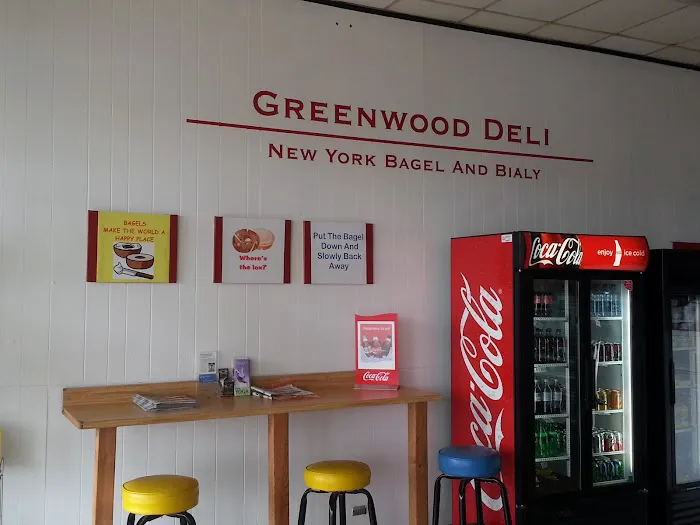 GREENWOOD DELI
NEW YORK BAGEL AND BIALY
BAGELS
MAKE THE WORLD A
HAPPY PLACE
Where's
the lox?
Put The Bagel
Down And
Slowly Back
Away
Coca-Cola
enjoy
ice cold
Coca-Cola
Coca-Cola